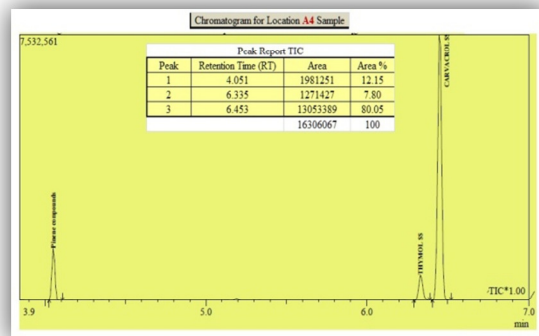 Chromatogram for Location A4 Sample
7,532,561
Peak Report TIC
Peak Retention Time (RT) Area Area %
1 4.051 1981251 12.15
2 6.335 1271427 7.80
3 6.453 13053389 80.05
16306067 100
Pinene compounds
THYMOL SS
CARVACROL SS
TIC*1.00
3.9 5.0 6.0 7.0
min